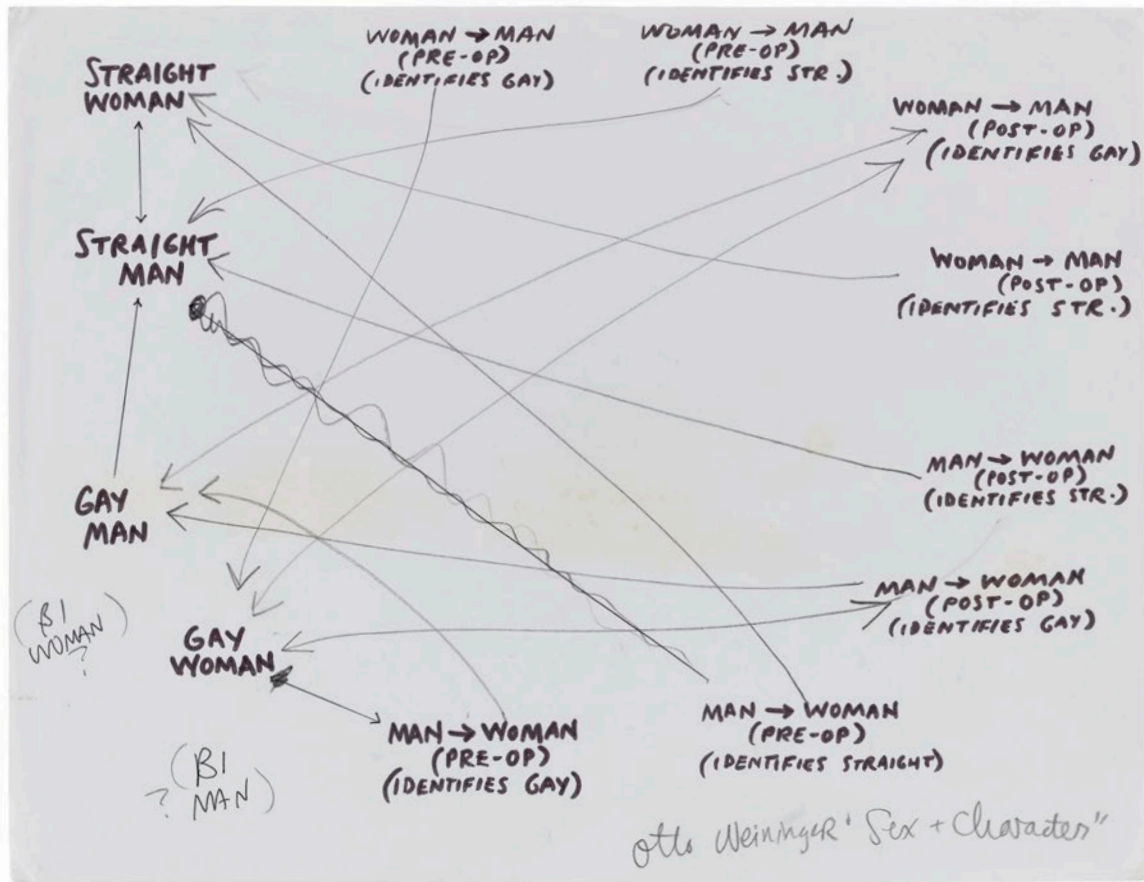 STRAIGHT
WOMAN
WOMAN → MAN
(PRE-OP)
(IDENTIFIES GAY)
WOMAN → MAN
(PRE-OP)
(IDENTIFIES STR.)
WOMAN → MAN
(POST-OP)
(IDENTIFIES GAY)
STRAIGHT
MAN
WOMAN → MAN
(POST-OP)
(IDENTIFIES STR.)
GAY
MAN
MAN → WOMAN
(POST-OP)
(IDENTIFIES STR.)
MAN → WOMAN
(POST-OP)
(IDENTIFIES GAY)
(BI
WOMAN)
?
GAY
WOMAN
MAN → WOMAN
(PRE-OP)
(IDENTIFIES GAY)
MAN → WOMAN
(PRE-OP)
(IDENTIFIES STRAIGHT)
(BI
? MAN)
Otto Weininger "Sex + Character"